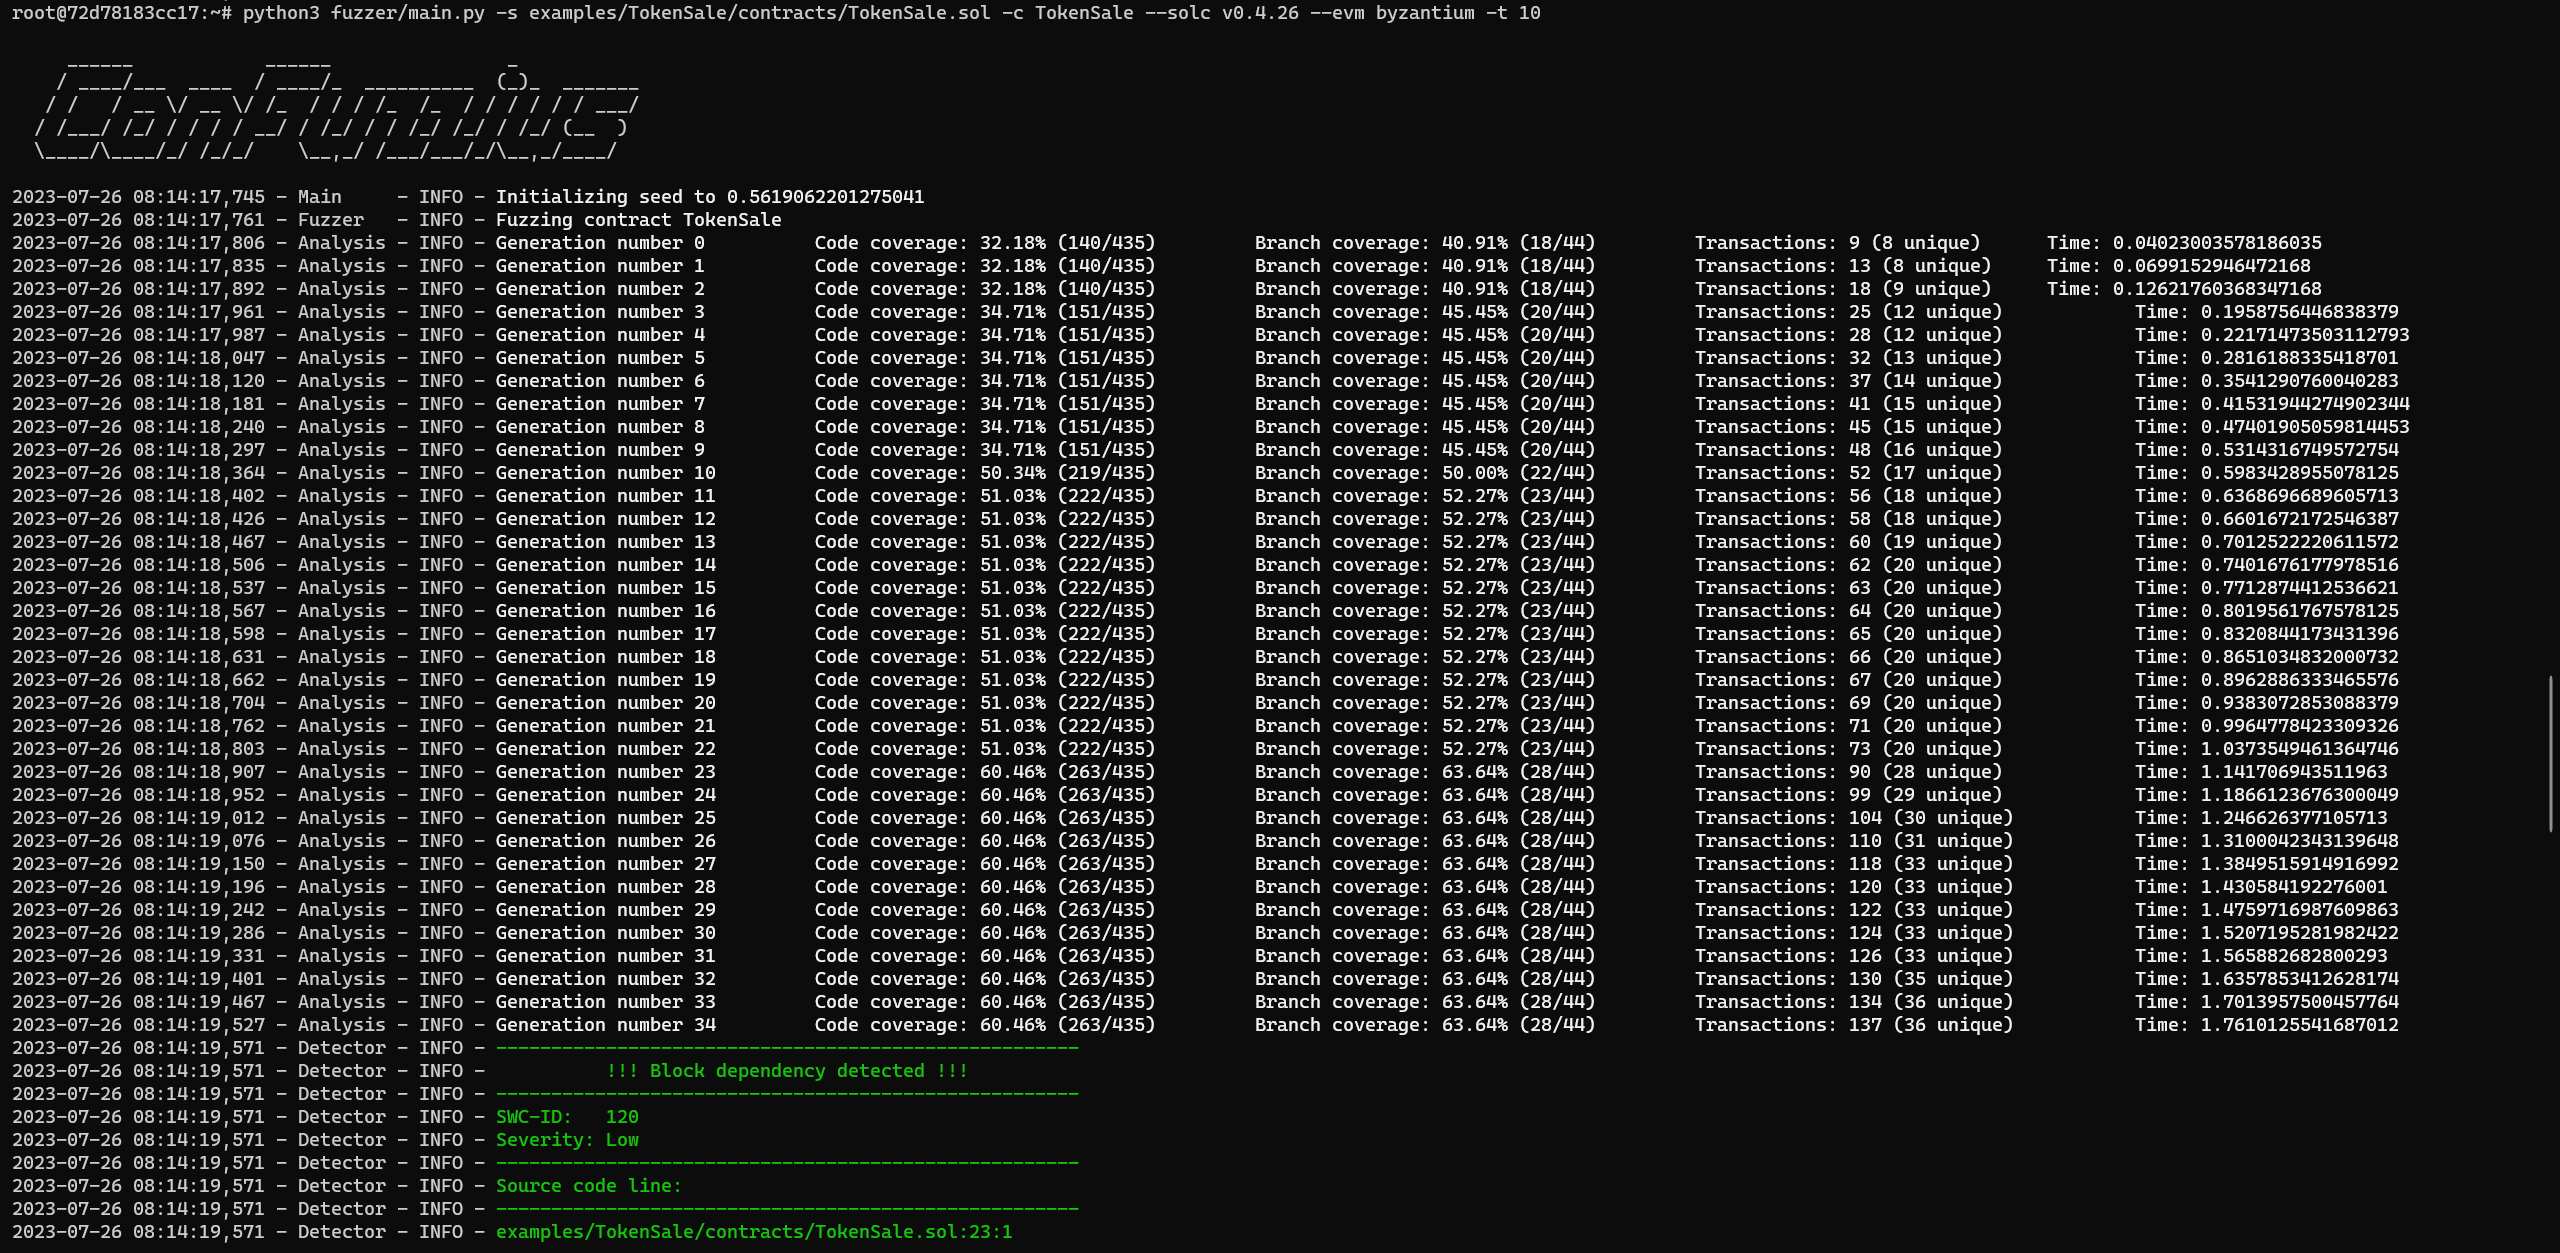 root@72d78183cc17:~# python3 fuzzer/main.py -s examples/TokenSale/contracts/TokenSale.sol -c TokenSale --solc v0.4.26 --evm byzantium -t 10
ConFuzzius
2023-07-26 08:14:17,745 - Main     - INFO - Initializing seed to 0.5619062201275041
2023-07-26 08:14:17,761 - Fuzzer   - INFO - Fuzzing contract TokenSale
2023-07-26 08:14:17,806 - Analysis - INFO - Generation number 0 Code coverage: 32.18% (140/435) Branch coverage: 40.91% (18/44) Transactions: 9 (8 unique) Time: 0.04023003578186035
2023-07-26 08:14:17,835 - Analysis - INFO - Generation number 1 Code coverage: 32.18% (140/435) Branch coverage: 40.91% (18/44) Transactions: 13 (8 unique) Time: 0.0699152946472168
2023-07-26 08:14:17,892 - Analysis - INFO - Generation number 2 Code coverage: 32.18% (140/435) Branch coverage: 40.91% (18/44) Transactions: 18 (9 unique) Time: 0.12621760368347168
2023-07-26 08:14:17,961 - Analysis - INFO - Generation number 3 Code coverage: 34.71% (151/435) Branch coverage: 45.45% (20/44) Transactions: 25 (12 unique) Time: 0.1958756446838379
2023-07-26 08:14:17,987 - Analysis - INFO - Generation number 4 Code coverage: 34.71% (151/435) Branch coverage: 45.45% (20/44) Transactions: 28 (12 unique) Time: 0.22171473503112793
2023-07-26 08:14:18,047 - Analysis - INFO - Generation number 5 Code coverage: 34.71% (151/435) Branch coverage: 45.45% (20/44) Transactions: 32 (13 unique) Time: 0.2816188335418701
2023-07-26 08:14:18,120 - Analysis - INFO - Generation number 6 Code coverage: 34.71% (151/435) Branch coverage: 45.45% (20/44) Transactions: 37 (14 unique) Time: 0.3541290760040283
2023-07-26 08:14:18,181 - Analysis - INFO - Generation number 7 Code coverage: 34.71% (151/435) Branch coverage: 45.45% (20/44) Transactions: 41 (15 unique) Time: 0.41531944274902344
2023-07-26 08:14:18,240 - Analysis - INFO - Generation number 8 Code coverage: 34.71% (151/435) Branch coverage: 45.45% (20/44) Transactions: 45 (15 unique) Time: 0.47401905059814453
2023-07-26 08:14:18,297 - Analysis - INFO - Generation number 9 Code coverage: 34.71% (151/435) Branch coverage: 45.45% (20/44) Transactions: 48 (16 unique) Time: 0.5314316749572754
2023-07-26 08:14:18,364 - Analysis - INFO - Generation number 10 Code coverage: 50.34% (219/435) Branch coverage: 50.00% (22/44) Transactions: 52 (17 unique) Time: 0.5983428955078125
2023-07-26 08:14:18,402 - Analysis - INFO - Generation number 11 Code coverage: 51.03% (222/435) Branch coverage: 52.27% (23/44) Transactions: 56 (18 unique) Time: 0.6368696689605713
2023-07-26 08:14:18,426 - Analysis - INFO - Generation number 12 Code coverage: 51.03% (222/435) Branch coverage: 52.27% (23/44) Transactions: 58 (18 unique) Time: 0.6601672172546387
2023-07-26 08:14:18,467 - Analysis - INFO - Generation number 13 Code coverage: 51.03% (222/435) Branch coverage: 52.27% (23/44) Transactions: 60 (19 unique) Time: 0.7012522220611572
2023-07-26 08:14:18,506 - Analysis - INFO - Generation number 14 Code coverage: 51.03% (222/435) Branch coverage: 52.27% (23/44) Transactions: 62 (20 unique) Time: 0.7401676177978516
2023-07-26 08:14:18,537 - Analysis - INFO - Generation number 15 Code coverage: 51.03% (222/435) Branch coverage: 52.27% (23/44) Transactions: 63 (20 unique) Time: 0.7712874412536621
2023-07-26 08:14:18,567 - Analysis - INFO - Generation number 16 Code coverage: 51.03% (222/435) Branch coverage: 52.27% (23/44) Transactions: 64 (20 unique) Time: 0.8019561767578125
2023-07-26 08:14:18,598 - Analysis - INFO - Generation number 17 Code coverage: 51.03% (222/435) Branch coverage: 52.27% (23/44) Transactions: 65 (20 unique) Time: 0.8320844173431396
2023-07-26 08:14:18,631 - Analysis - INFO - Generation number 18 Code coverage: 51.03% (222/435) Branch coverage: 52.27% (23/44) Transactions: 66 (20 unique) Time: 0.8651034832000732
2023-07-26 08:14:18,662 - Analysis - INFO - Generation number 19 Code coverage: 51.03% (222/435) Branch coverage: 52.27% (23/44) Transactions: 67 (20 unique) Time: 0.8962886333465576
2023-07-26 08:14:18,704 - Analysis - INFO - Generation number 20 Code coverage: 51.03% (222/435) Branch coverage: 52.27% (23/44) Transactions: 69 (20 unique) Time: 0.9383072853088379
2023-07-26 08:14:18,762 - Analysis - INFO - Generation number 21 Code coverage: 51.03% (222/435) Branch coverage: 52.27% (23/44) Transactions: 71 (20 unique) Time: 0.99647784233​09326
2023-07-26 08:14:18,803 - Analysis - INFO - Generation number 22 Code coverage: 51.03% (222/435) Branch coverage: 52.27% (23/44) Transactions: 73 (20 unique) Time: 1.0373549461364746
2023-07-26 08:14:18,907 - Analysis - INFO - Generation number 23 Code coverage: 60.46% (263/435) Branch coverage: 63.64% (28/44) Transactions: 90 (28 unique) Time: 1.141706943511963
2023-07-26 08:14:18,952 - Analysis - INFO - Generation number 24 Code coverage: 60.46% (263/435) Branch coverage: 63.64% (28/44) Transactions: 99 (29 unique) Time: 1.1866123676300049
2023-07-26 08:14:19,012 - Analysis - INFO - Generation number 25 Code coverage: 60.46% (263/435) Branch coverage: 63.64% (28/44) Transactions: 104 (30 unique) Time: 1.246626377105713
2023-07-26 08:14:19,076 - Analysis - INFO - Generation number 26 Code coverage: 60.46% (263/435) Branch coverage: 63.64% (28/44) Transactions: 110 (31 unique) Time: 1.3100042343139648
2023-07-26 08:14:19,150 - Analysis - INFO - Generation number 27 Code coverage: 60.46% (263/435) Branch coverage: 63.64% (28/44) Transactions: 118 (33 unique) Time: 1.3849515914916992
2023-07-26 08:14:19,196 - Analysis - INFO - Generation number 28 Code coverage: 60.46% (263/435) Branch coverage: 63.64% (28/44) Transactions: 120 (33 unique) Time: 1.430584192276001
2023-07-26 08:14:19,242 - Analysis - INFO - Generation number 29 Code coverage: 60.46% (263/435) Branch coverage: 63.64% (28/44) Transactions: 122 (33 unique) Time: 1.4759716987609863
2023-07-26 08:14:19,286 - Analysis - INFO - Generation number 30 Code coverage: 60.46% (263/435) Branch coverage: 63.64% (28/44) Transactions: 124 (33 unique) Time: 1.5207195281982422
2023-07-26 08:14:19,331 - Analysis - INFO - Generation number 31 Code coverage: 60.46% (263/435) Branch coverage: 63.64% (28/44) Transactions: 126 (33 unique) Time: 1.565882682800293
2023-07-26 08:14:19,401 - Analysis - INFO - Generation number 32 Code coverage: 60.46% (263/435) Branch coverage: 63.64% (28/44) Transactions: 130 (35 unique) Time: 1.6357853412628174
2023-07-26 08:14:19,467 - Analysis - INFO - Generation number 33 Code coverage: 60.46% (263/435) Branch coverage: 63.64% (28/44) Transactions: 134 (36 unique) Time: 1.7013957500457764
2023-07-26 08:14:19,527 - Analysis - INFO - Generation number 34 Code coverage: 60.46% (263/435) Branch coverage: 63.64% (28/44) Transactions: 137 (36 unique) Time: 1.7610125541687012
2023-07-26 08:14:19,571 - Detector - INFO - -----------------------------------------------------
2023-07-26 08:14:19,571 - Detector - INFO -           !!! Block dependency detected !!!
2023-07-26 08:14:19,571 - Detector - INFO - -----------------------------------------------------
2023-07-26 08:14:19,571 - Detector - INFO - SWC-ID:   120
2023-07-26 08:14:19,571 - Detector - INFO - Severity: Low
2023-07-26 08:14:19,571 - Detector - INFO - -----------------------------------------------------
2023-07-26 08:14:19,571 - Detector - INFO - Source code line:
2023-07-26 08:14:19,571 - Detector - INFO - -----------------------------------------------------
2023-07-26 08:14:19,571 - Detector - INFO - examples/TokenSale/contracts/TokenSale.sol:23:1